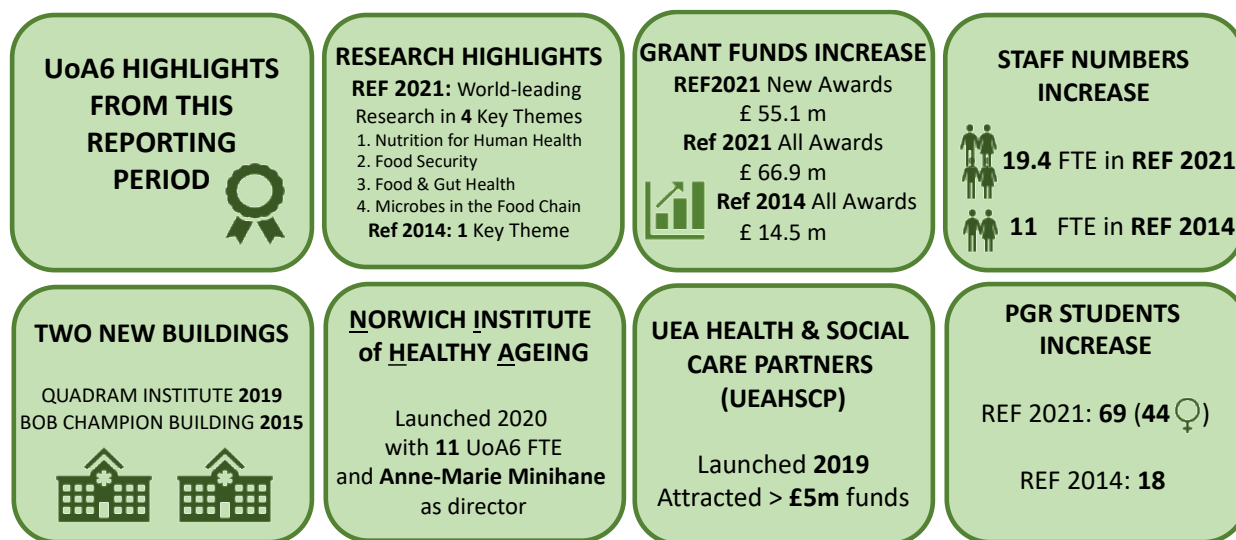 UoA6 HIGHLIGHTS
FROM THIS
REPORTING
PERIOD
RESEARCH HIGHLIGHTS
REF 2021: World-leading
Research in 4 Key Themes
1. Nutrition for Human Health
2. Food Security
3. Food & Gut Health
4. Microbes in the Food Chain
Ref 2014: 1 Key Theme
GRANT FUNDS INCREASE
REF2021 New Awards
£ 55.1 m
Ref 2021 All Awards
£ 66.9 m
Ref 2014 All Awards
£ 14.5 m
STAFF NUMBERS
INCREASE
19.4 FTE in REF 2021
11 FTE in REF 2014
TWO NEW BUILDINGS
QUADRAM INSTITUTE 2019
BOB CHAMPION BUILDING 2015
NORWICH INSTITUTE
of HEALTHY AGEING
Launched 2020
with 11 UoA6 FTE
and Anne-Marie Minihane
as director
UEA HEALTH & SOCIAL
CARE PARTNERS
(UEAHSCP)
Launched 2019
Attracted > £5m funds
PGR STUDENTS
INCREASE
REF 2021: 69 (44 ♀)
REF 2014: 18